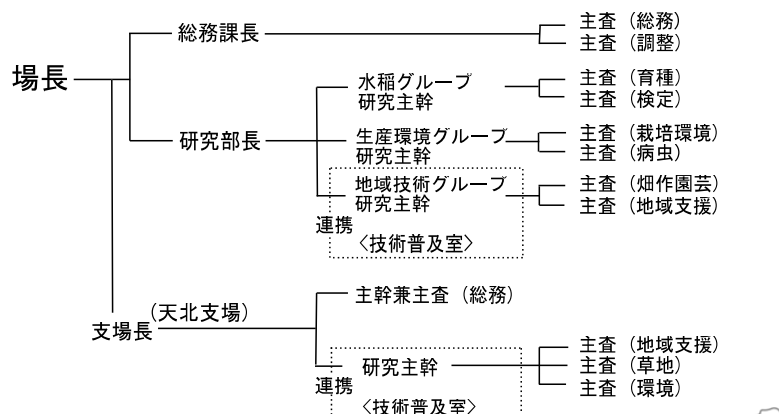 場長
総務課長
主査（総務）
主査（調整）
研究部長
水稲グループ
研究主幹
主査（育種）
主査（検定）
生産環境グループ
研究主幹
主査（栽培環境）
主査（病虫）
地域技術グループ
研究主幹
主査（畑作園芸）
主査（地域支援）
連携
〈技術普及室〉
支場長
（天北支場）
主幹兼主査（総務）
研究主幹
主査（地域支援）
主査（草地）
主査（環境）
連携
〈技術普及室〉